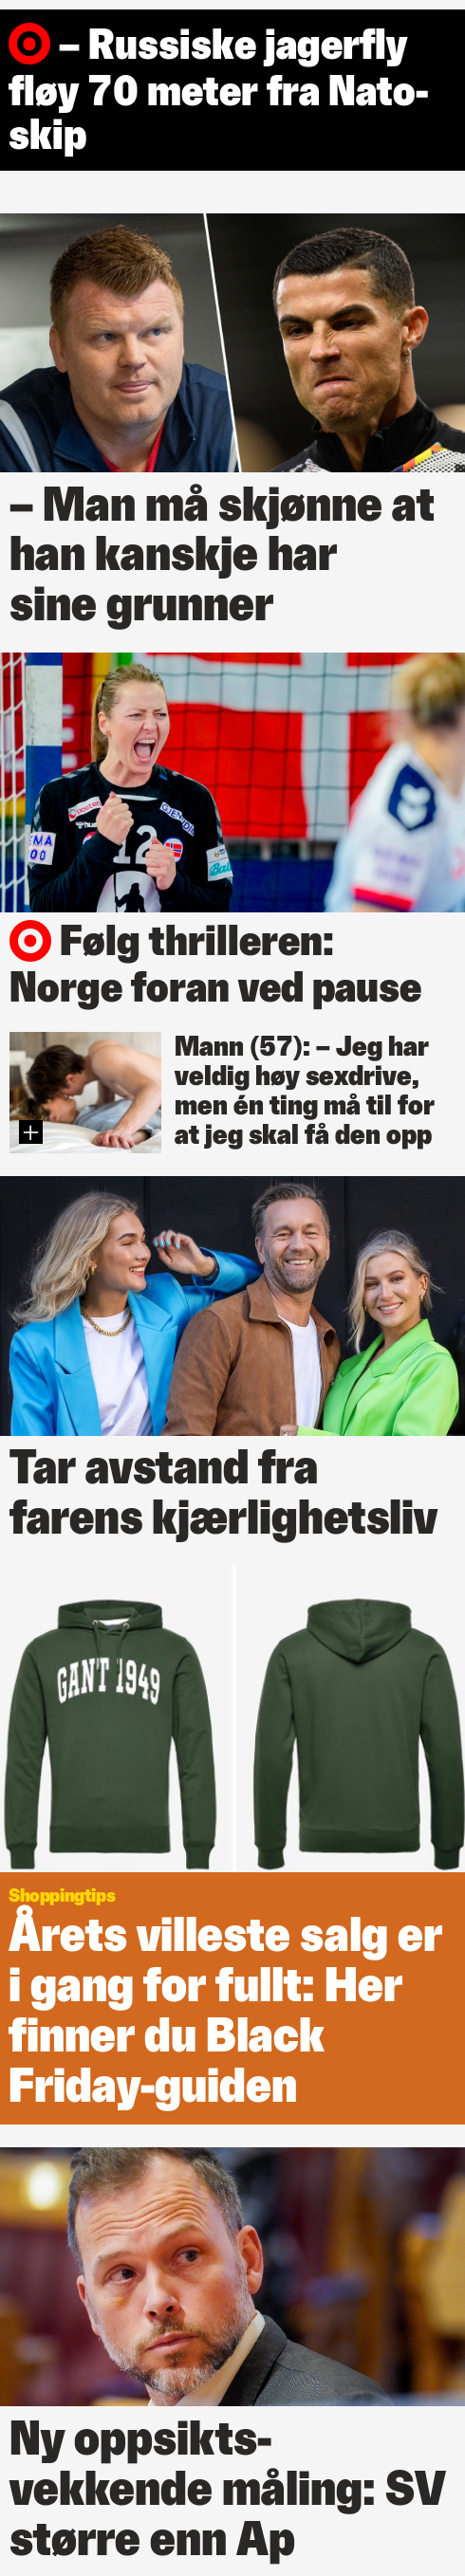 – Russiske jagerfly
fløy 70 meter fra Nato-
skip
– Man må skjønne at
han kanskje har
sine grunner
12
Følg thrilleren:
Norge foran ved pause
Mann (57): – Jeg har
veldig høy sexdrive,
men én ting må til for
at jeg skal få den opp
Tar avstand fra
farens kjærlighetsliv
GANT 1949
Shoppingtips
Årets villeste salg er
i gang for fullt: Her
finner du Black
Friday-guiden
Ny oppsikts-
vekkende måling: SV
større enn Ap